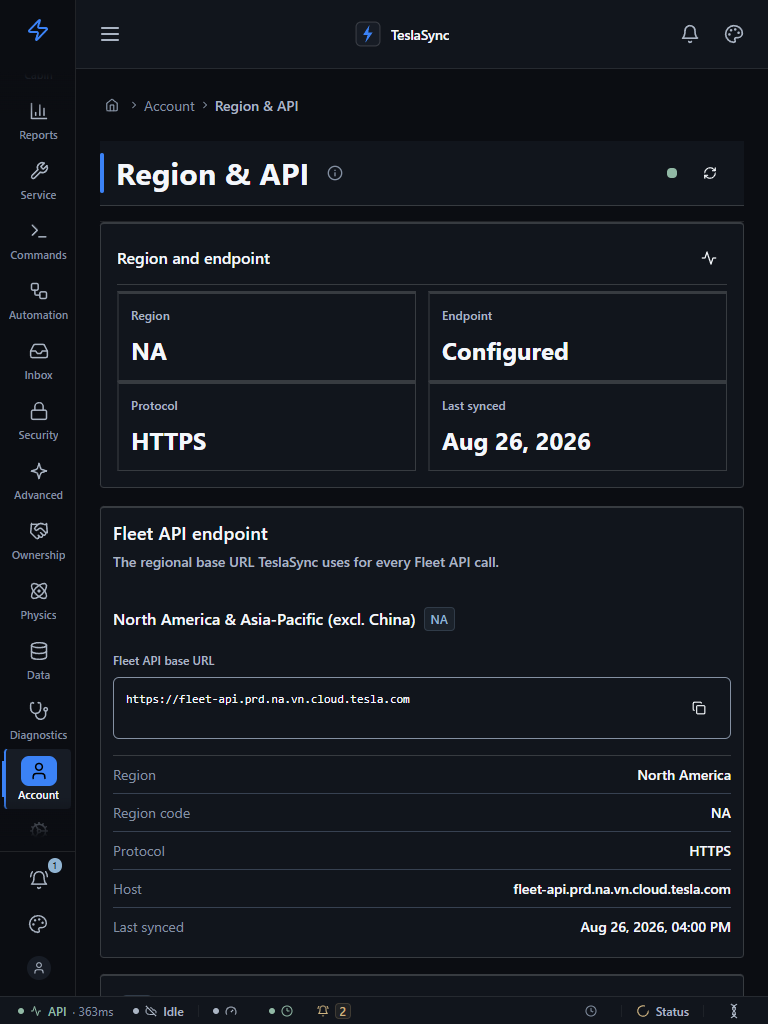 TeslaSync
Reports
Service
Commands
Automation
Inbox
Security
Advanced
Ownership
Physics
Data
Diagnostics
Account
1
Account > Region & API
Region & API
Region and endpoint
Region
NA
Endpoint
Configured
Protocol
HTTPS
Last synced
Aug 26, 2026
Fleet API endpoint
The regional base URL TeslaSync uses for every Fleet API call.
North America & Asia-Pacific (excl. China) NA
Fleet API base URL
https://fleet-api.prd.na.vn.cloud.tesla.com
Region North America
Region code NA
Protocol HTTPS
Host fleet-api.prd.na.vn.cloud.tesla.com
Last synced Aug 26, 2026, 04:00 PM
API · 363ms Idle 2 Status